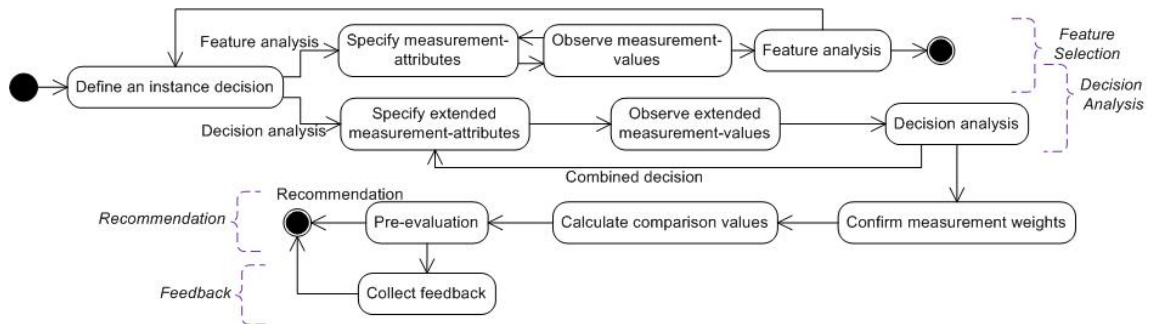 Feature analysis
Specify measurement-
attributes
Observe measurement-
values
Feature analysis
Feature
Selection
Define an instance decision
Decision
Analysis
Decision analysis
Specify extended
measurement-attributes
Observe extended
measurement-values
Decision analysis
Combined decision
Recommendation
Recommendation
Pre-evaluation
Calculate comparison values
Confirm measurement weights
Feedback
Collect feedback